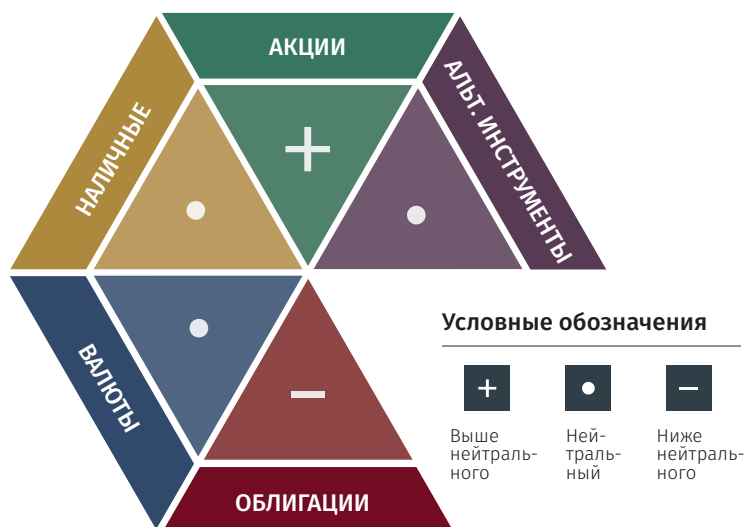 АКЦИИ
НАЛИЧНЫЕ
АЛЬТ. ИНСТРУМЕНТЫ
+
ВАЛЮТЫ
−
ОБЛИГАЦИИ
Условные обозначения
+ • −
Выше
нейтраль-
ного
Ней-
траль-
ный
Ниже
нейтраль-
ного